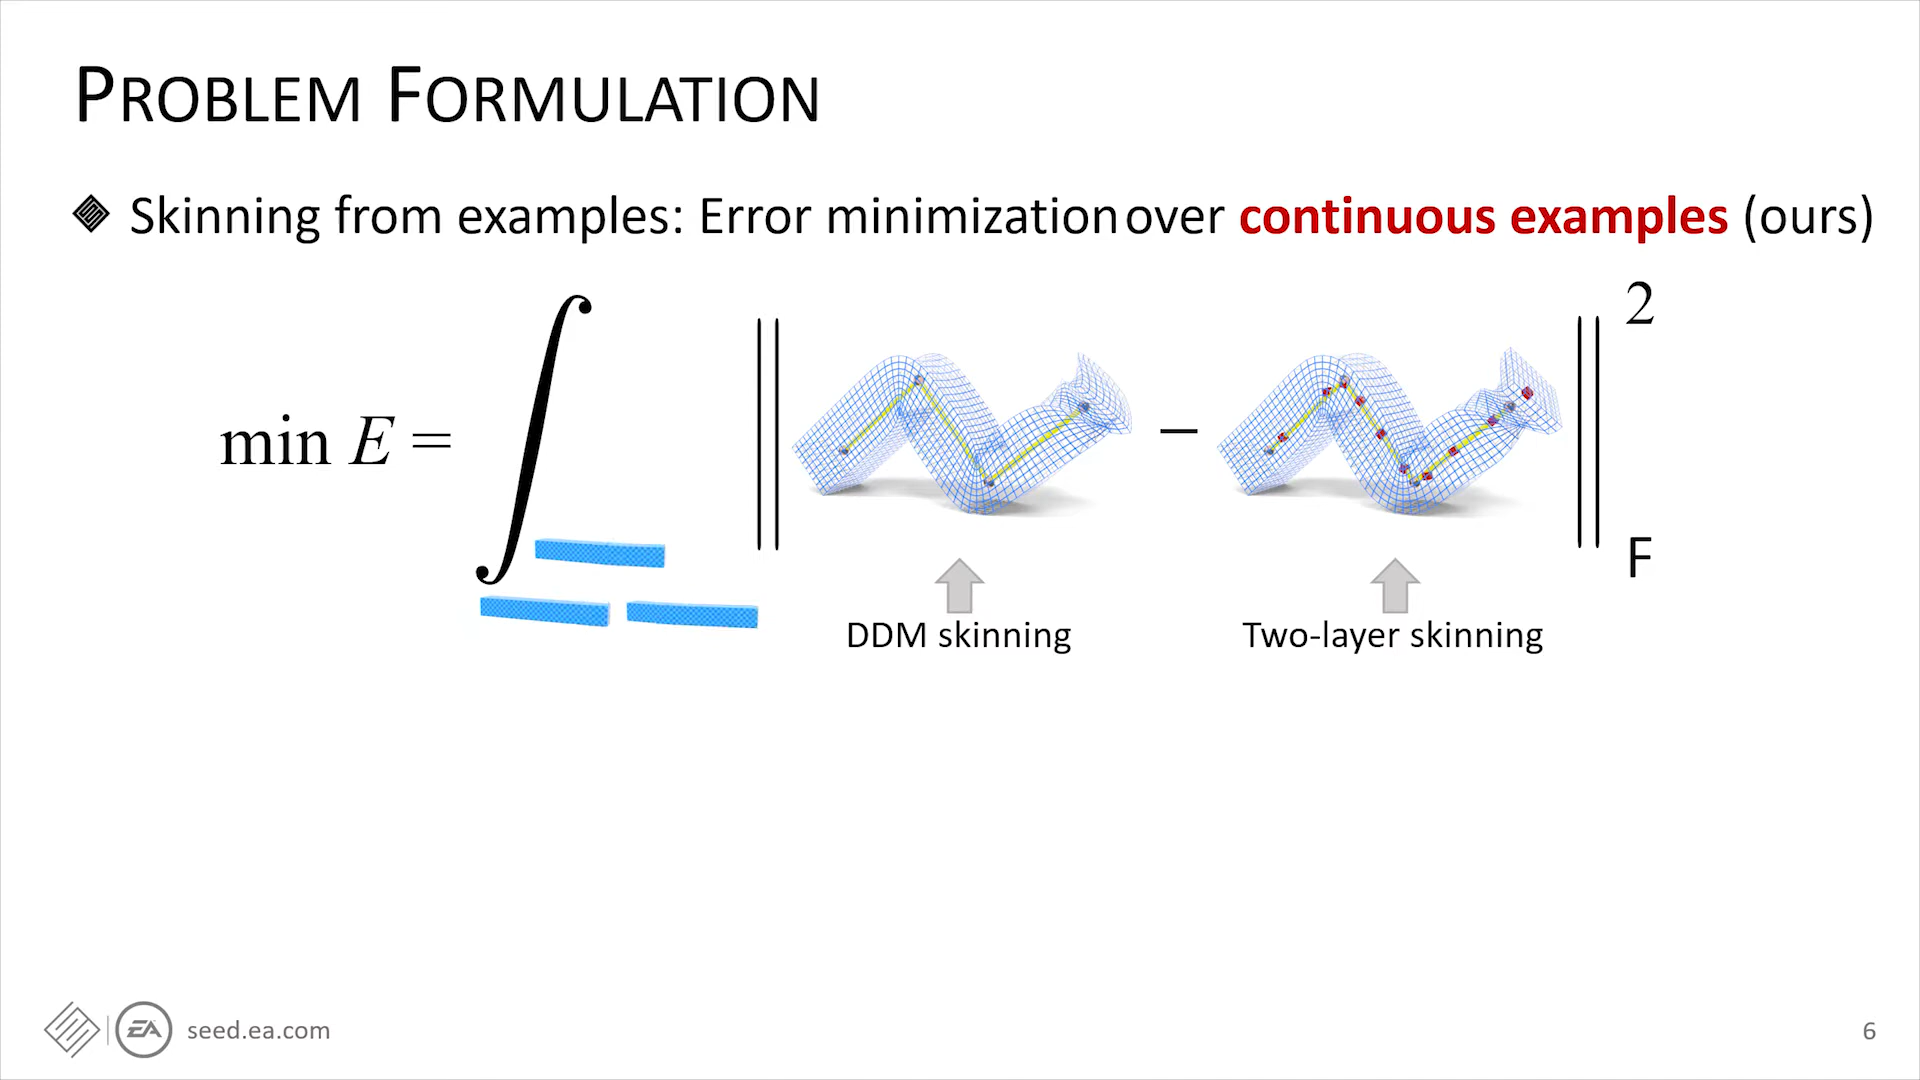 PROBLEM FORMULATION
Skinning from examples: Error minimization over continuous examples (ours)
min E = ∫ ‖ − ‖ 2 F
DDM skinning
Two-layer skinning
EA seed.ea.com
6